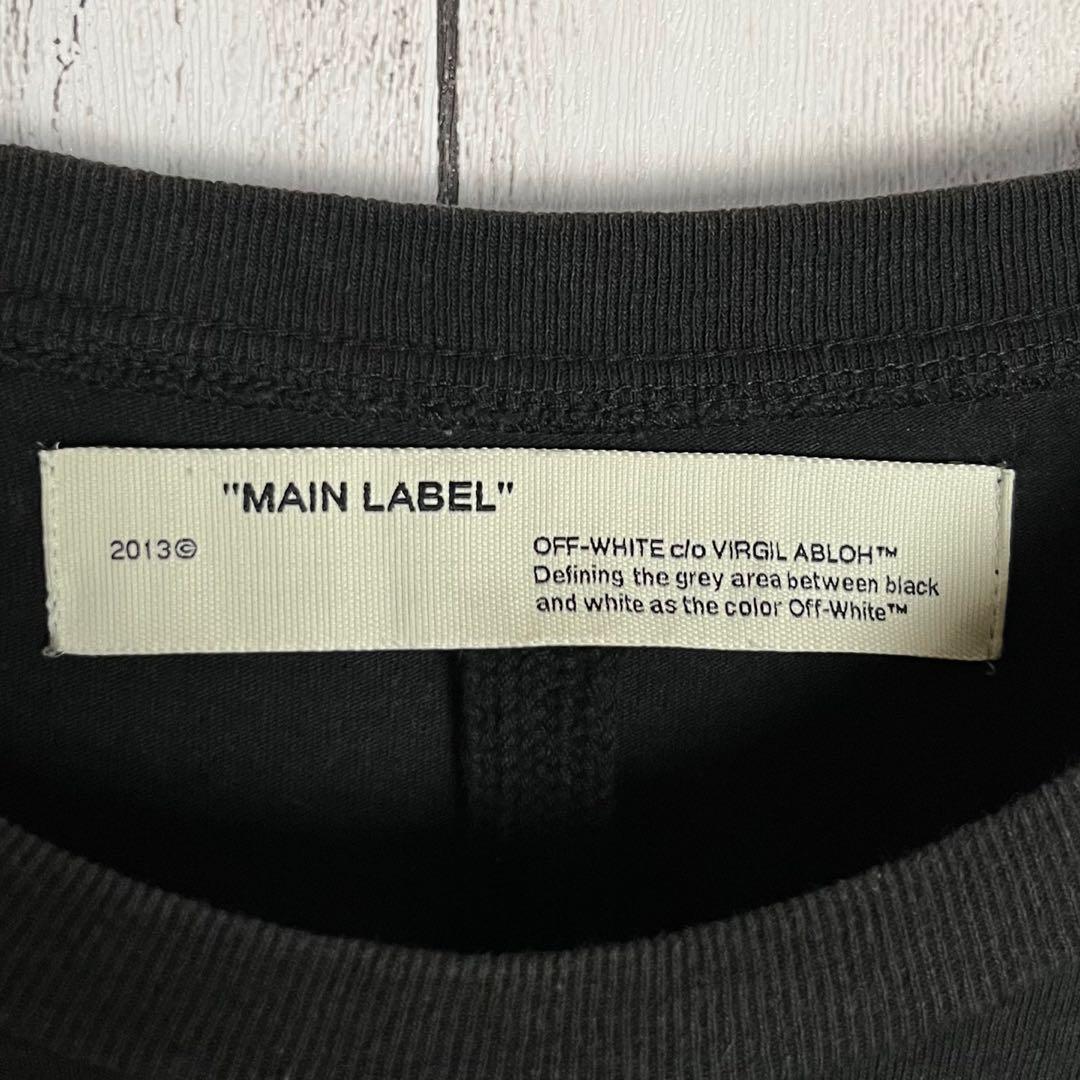 "MAIN LABEL"
2013©
OFF-WHITE c/o VIRGIL ABLOH™
Defining the grey area between black
and white as the color Off-White™